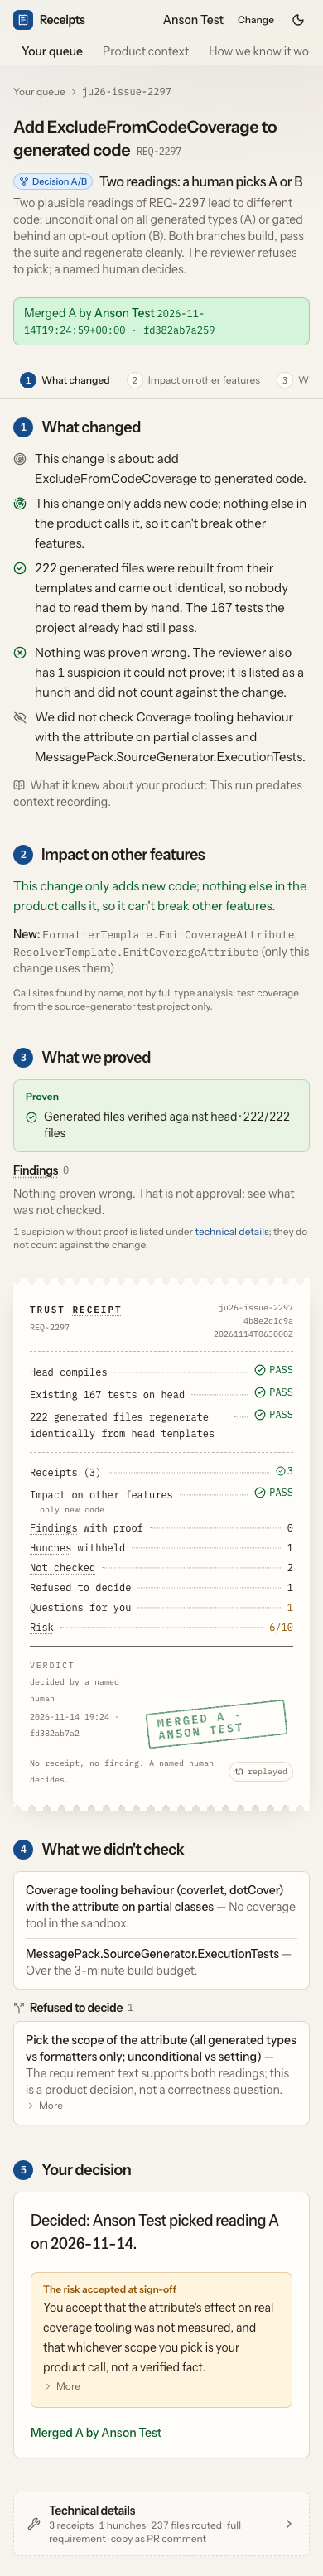 Receipts
Anson Test
Change
Your queue
Product context
How we know it wo
Your queue
ju26-issue-2297
Add ExcludeFromCodeCoverage to
generated code REQ-2297
Decision A/B Two readings: a human picks A or B
Two plausible readings of REQ-2297 lead to different
code: unconditional on all generated types (A) or gated
behind an opt-out option (B). Both branches build, pass
the suite and regenerate cleanly. The reviewer refuses
to pick; a named human decides.
Merged A by Anson Test 2026-11-
14T19:24:59+00:00 · fd382ab7a259
1 What changed
2 Impact on other features
3 W
1 What changed
This change is about: add
ExcludeFromCodeCoverage to generated code.
This change only adds new code; nothing else in
the product calls it, so it can't break other
features.
222 generated files were rebuilt from their
templates and came out identical, so nobody
had to read them by hand. The 167 tests the
project already had still pass.
Nothing was proven wrong. The reviewer also
has 1 suspicion it could not prove; it is listed as a
hunch and did not count against the change.
We did not check Coverage tooling behaviour
with the attribute on partial classes and
MessagePack.SourceGenerator.ExecutionTests.
What it knew about your product: This run predates
context recording.
2 Impact on other features
This change only adds new code; nothing else in the
product calls it, so it can't break other features.
New: FormatterTemplate.EmitCoverageAttribute,
ResolverTemplate.EmitCoverageAttribute (only this
change uses them)
Call sites found by name, not by full type analysis; test coverage
from the source-generator test project only.
3 What we proved
Proven
Generated files verified against head · 222/222
files
Findings 0
Nothing proven wrong. That is not approval: see what
was not checked.
1 suspicion without proof is listed under technical details; they do
not count against the change.
TRUST RECEIPT
REQ-2297
ju26-issue-2297
4b8e2d1c9a
20261114T063000Z
Head compiles PASS
Existing 167 tests on head PASS
222 generated files regenerate PASS
identically from head templates
Receipts (3) 3
Impact on other features PASS
only new code
Findings with proof 0
Hunches withheld 1
Not checked 2
Refused to decide 1
Questions for you 1
Risk 6/10
VERDICT
decided by a named
human
2026-11-14 19:24 ·
fd382ab7a2
MERGED A ·
ANSON TEST
No receipt, no finding. A named human
decides.
replayed
4 What we didn't check
Coverage tooling behaviour (coverlet, dotCover)
with the attribute on partial classes — No coverage
tool in the sandbox.
MessagePack.SourceGenerator.ExecutionTests —
Over the 3-minute build budget.
Refused to decide 1
Pick the scope of the attribute (all generated types
vs formatters only; unconditional vs setting) —
The requirement text supports both readings; this
is a product decision, not a correctness question.
More
5 Your decision
Decided: Anson Test picked reading A
on 2026-11-14.
The risk accepted at sign-off
You accept that the attribute's effect on real
coverage tooling was not measured, and
that whichever scope you pick is your
product call, not a verified fact.
More
Merged A by Anson Test
Technical details
3 receipts · 1 hunches · 237 files routed · full
requirement · copy as PR comment